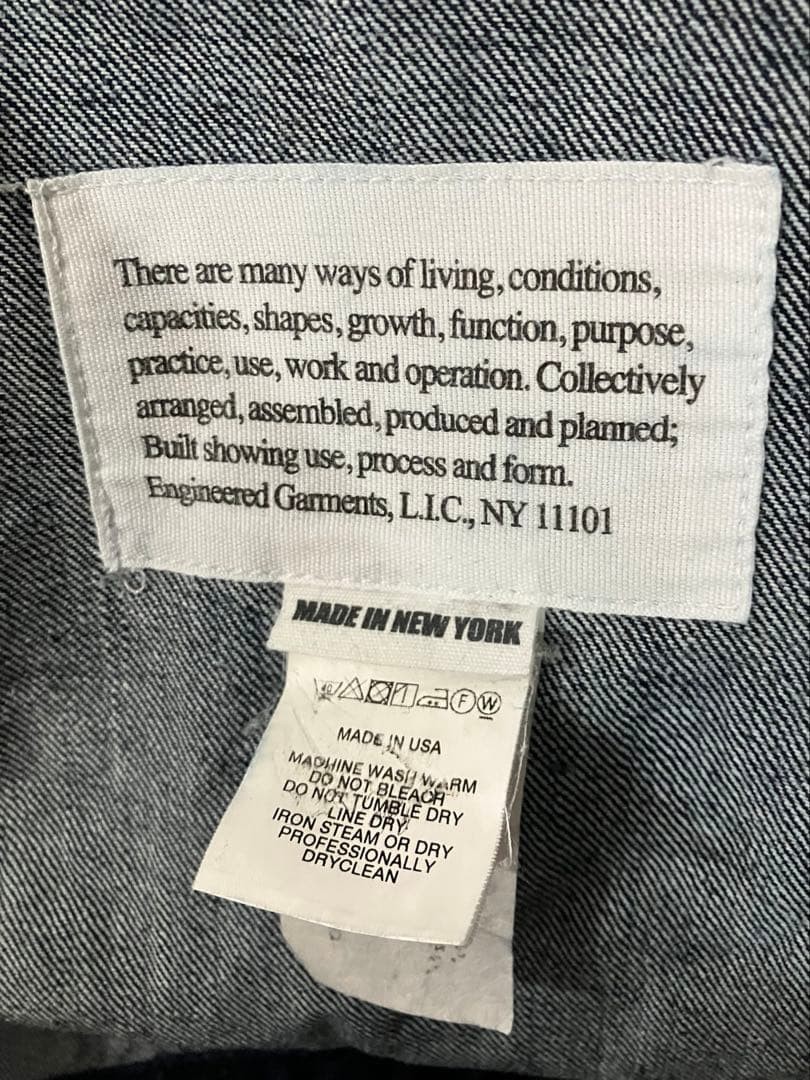 There are many ways of living, conditions,
capacities, shapes, growth, function, purpose,
practice, use, work and operation. Collectively
arranged, assembled, produced and planned;
Built showing use, process and form.
Engineered Garments, L.I.C., NY 11101
MADE IN NEW YORK
40 F W
MADE IN USA
MACHINE WASH WARM
DO NOT BLEACH
DO NOT TUMBLE DRY
LINE DRY
IRON STEAM OR DRY
PROFESSIONALLY
DRYCLEAN